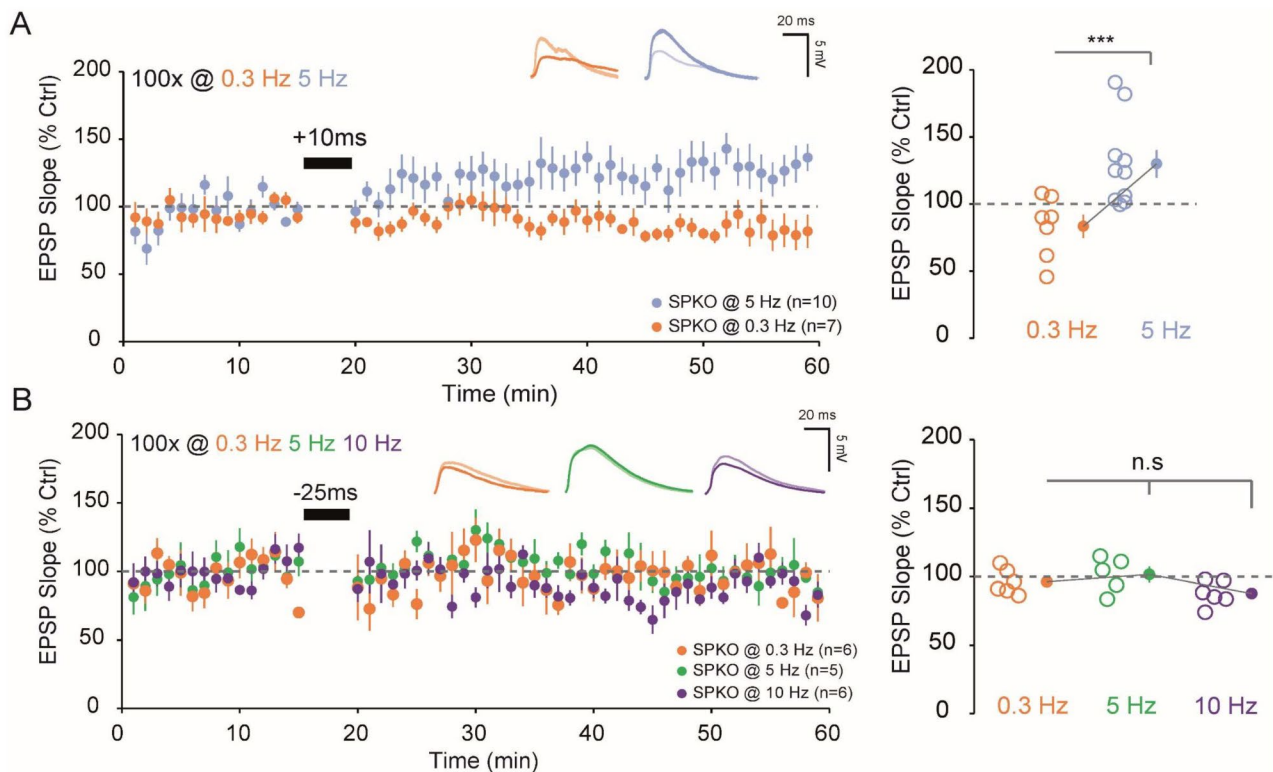 A
20 ms
5 mV
100x @ 0.3 Hz 5 Hz
+10ms
EPSP Slope (% Ctrl)
200
150
100
50
0
SPKO @ 5 Hz (n=10)
SPKO @ 0.3 Hz (n=7)
0 10 20 30 40 50 60
Time (min)
***
EPSP Slope (% Ctrl)
200
150
100
50
0
0.3 Hz 5 Hz
B
20 ms
5 mV
100x @ 0.3 Hz 5 Hz 10 Hz
-25ms
EPSP Slope (% Ctrl)
200
150
100
50
0
SPKO @ 0.3 Hz (n=6)
SPKO @ 5 Hz (n=5)
SPKO @ 10 Hz (n=6)
0 10 20 30 40 50 60
Time (min)
n.s
EPSP Slope (% Ctrl)
200
150
100
50
0
0.3 Hz 5 Hz 10 Hz